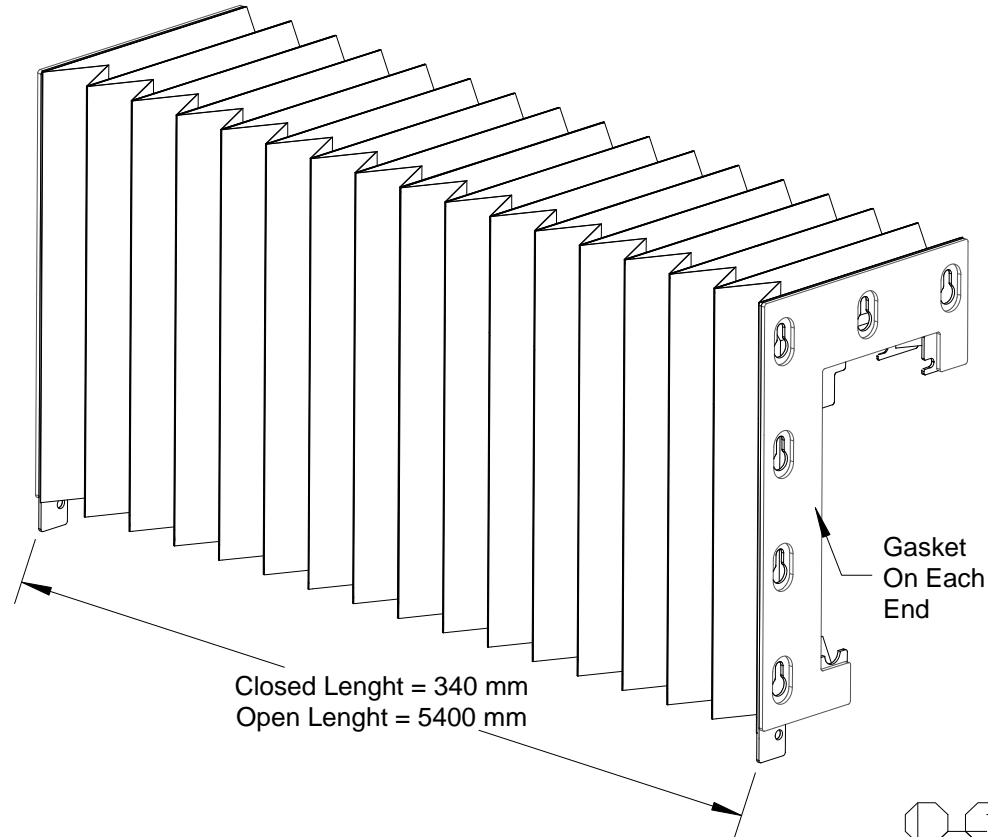 Gasket
On Each
End
Closed Lenght = 340 mm
Open Lenght = 5400 mm